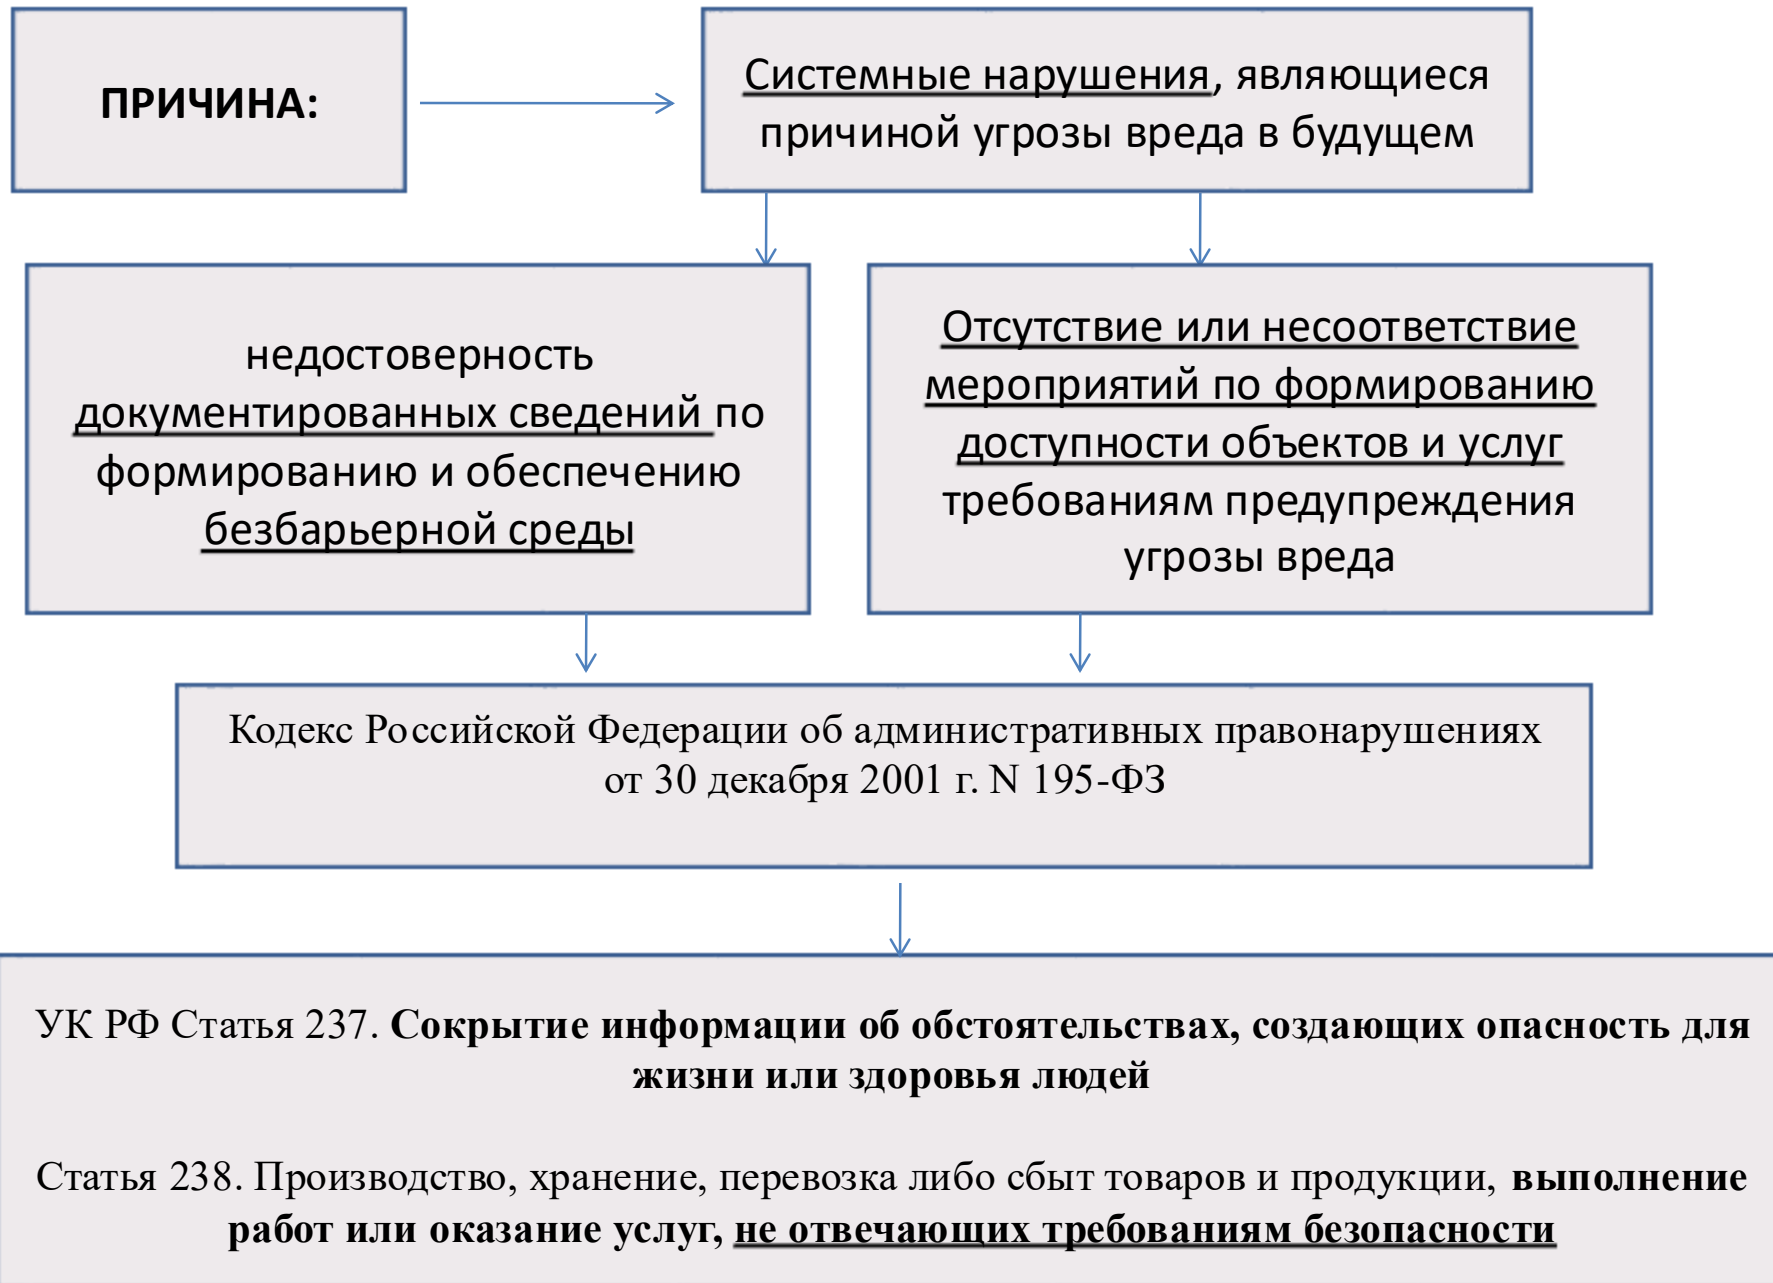 ПРИЧИНА:
Системные нарушения, являющиеся
причиной угрозы вреда в будущем
недостоверность
документированных сведений по
формированию и обеспечению
безбарьерной среды
Отсутствие или несоответствие
мероприятий по формированию
доступности объектов и услуг
требованиям предупреждения
угрозы вреда
Кодекс Российской Федерации об административных правонарушениях
от 30 декабря 2001 г. N 195-ФЗ
УК РФ Статья 237. Сокрытие информации об обстоятельствах, создающих опасность для
жизни или здоровья людей
Статья 238. Производство, хранение, перевозка либо сбыт товаров и продукции, выполнение
работ или оказание услуг, не отвечающих требованиям безопасности